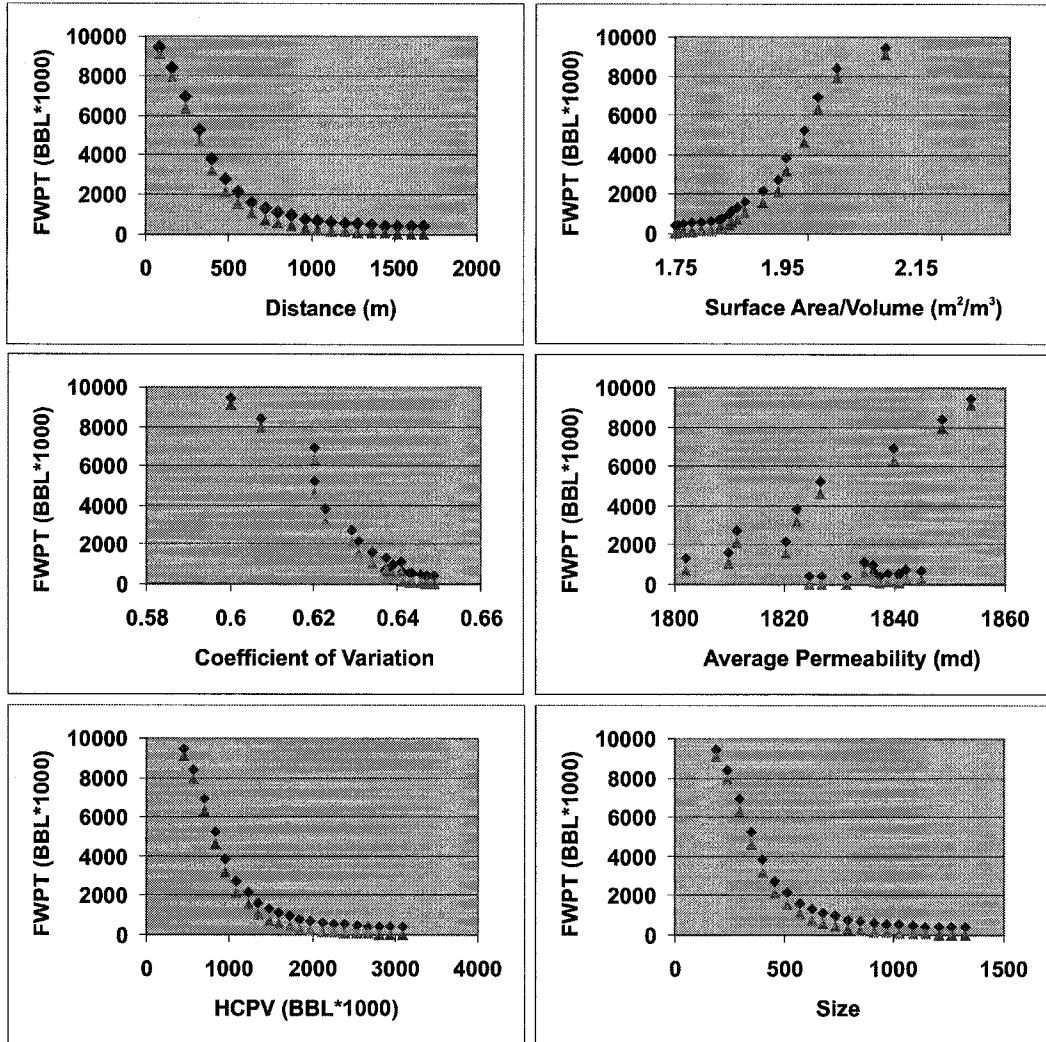 FWPT (BBL*1000)
10000
8000
6000
4000
2000
0
0 500 1000 1500 2000
Distance (m)
FWPT (BBL*1000)
10000
8000
6000
4000
2000
0
1.75 1.95 2.15
Surface Area/Volume (m²/m³)
FWPT (BBL*1000)
10000
8000
6000
4000
2000
0
0.58 0.6 0.62 0.64 0.66
Coefficient of Variation
FWPT (BBL*1000)
10000
8000
6000
4000
2000
0
1800 1820 1840 1860
Average Permeability (md)
FWPT (BBL*1000)
10000
8000
6000
4000
2000
0
0 1000 2000 3000 4000
HCPV (BBL*1000)
FWPT (BBL*1000)
10000
8000
6000
4000
2000
0
0 500 1000 1500
Size